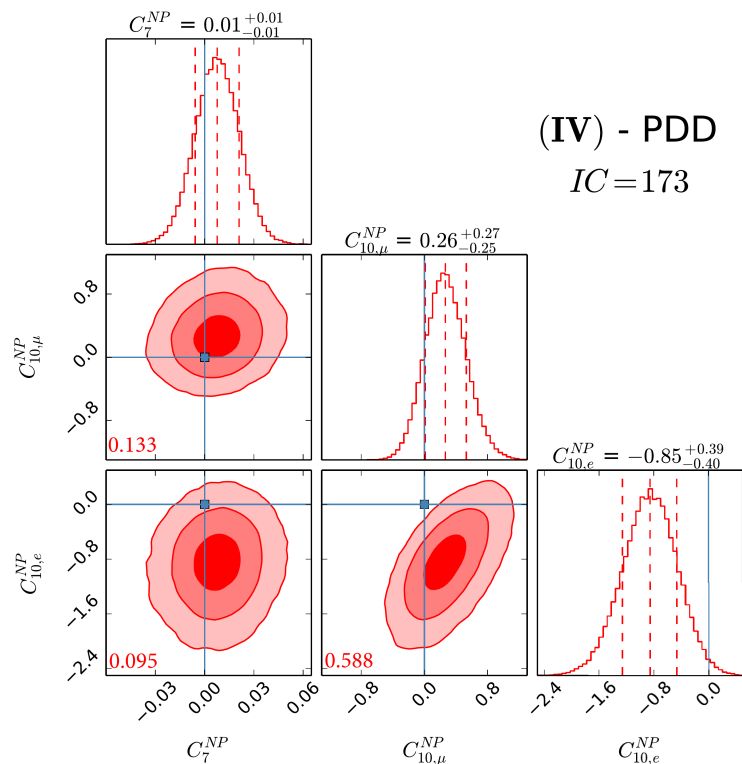 C_7^{NP} = 0.01^{+0.01}_{−0.01}
(IV) - PDD
IC=173
C_{10,μ}^{NP} = 0.26^{+0.27}_{−0.25}
C_{10,μ}^{NP}
0.8
0.0
−0.8
0.133
C_{10,e}^{NP} = −0.85^{+0.39}_{−0.40}
C_{10,e}^{NP}
0.0
−0.8
−1.6
−2.4
0.095
0.588
−0.03 0.00 0.03 0.06
−0.8 0.0 0.8
−2.4 −1.6 −0.8 0.0
C_7^{NP} C_{10,μ}^{NP} C_{10,e}^{NP}